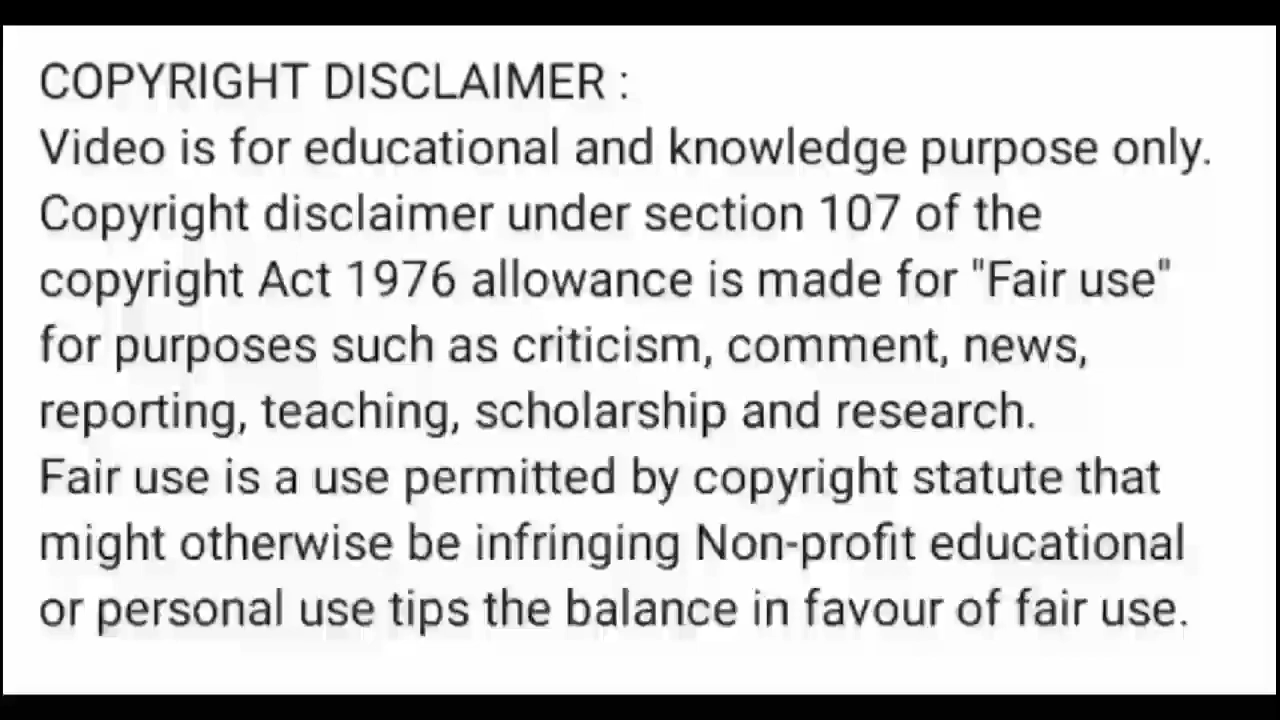 COPYRIGHT DISCLAIMER :
Video is for educational and knowledge purpose only.
Copyright disclaimer under section 107 of the
copyright Act 1976 allowance is made for "Fair use"
for purposes such as criticism, comment, news,
reporting, teaching, scholarship and research.
Fair use is a use permitted by copyright statute that
might otherwise be infringing Non-profit educational
or personal use tips the balance in favour of fair use.